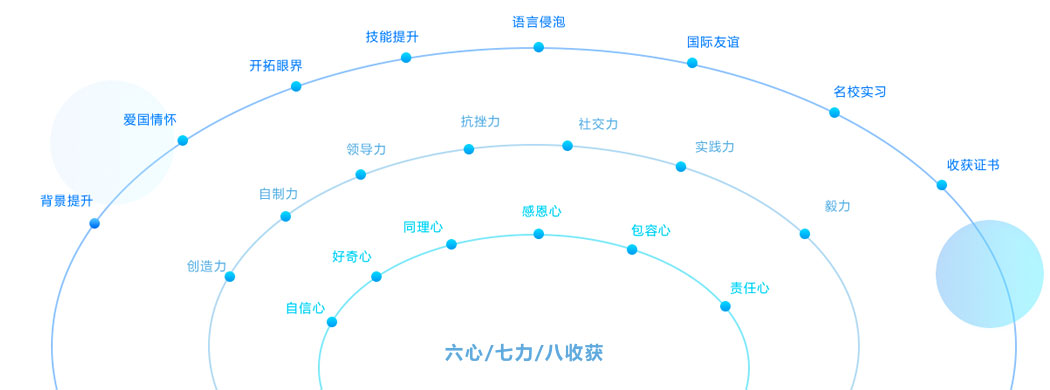 语言侵泡
技能提升
国际友谊
开拓眼界
名校实习
爱国情怀
收获证书
背景提升
抗挫力
社交力
领导力
实践力
自制力
毅力
创造力
感恩心
同理心
包容心
好奇心
责任心
自信心
六心/七力/八收获